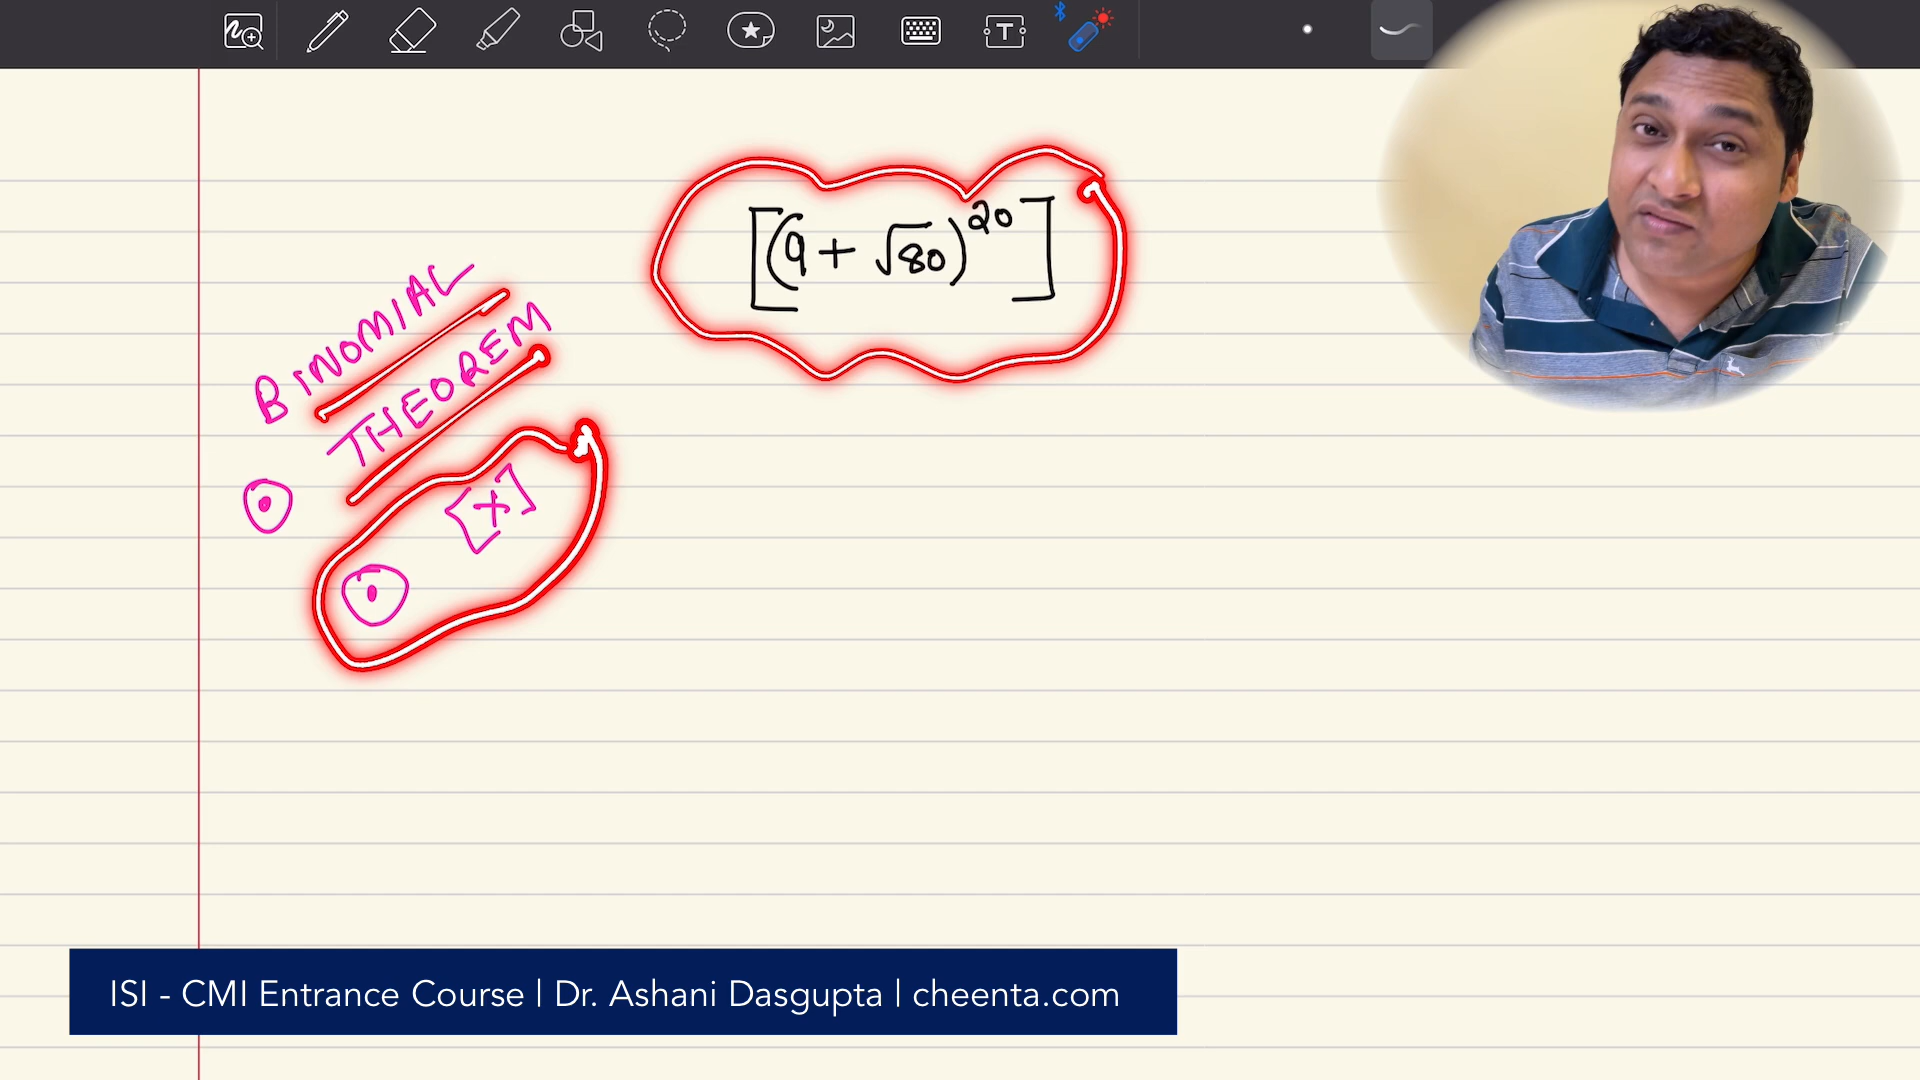 [(9 + √80)^20]
BINOMIAL
THEOREM
[x]
T
ISI - CMI Entrance Course | Dr. Ashani Dasgupta | cheenta.com